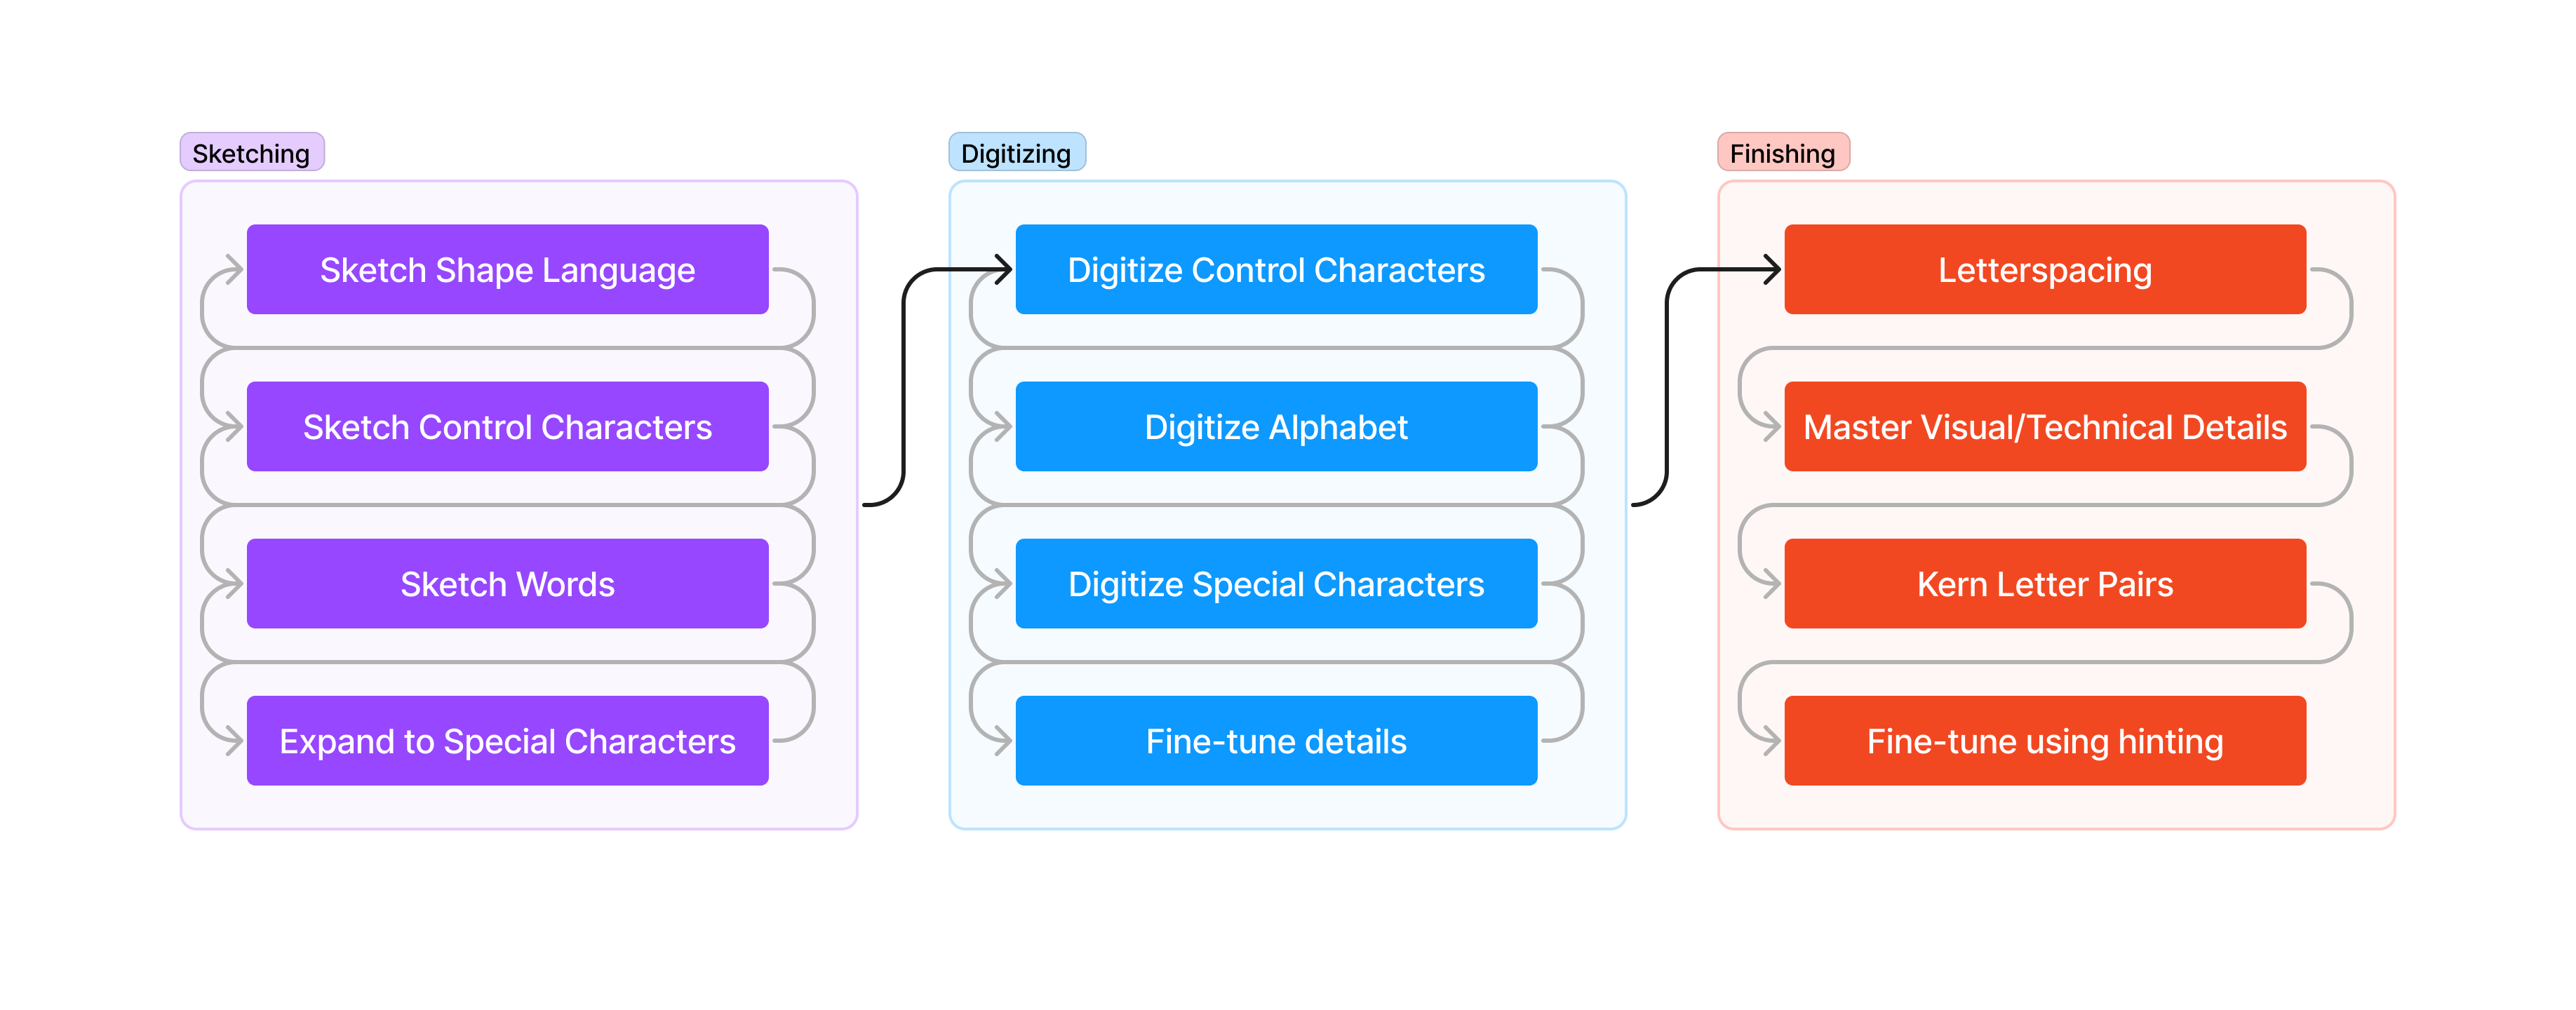 Sketching
Sketch Shape Language
Sketch Control Characters
Sketch Words
Expand to Special Characters
Digitizing
Digitize Control Characters
Digitize Alphabet
Digitize Special Characters
Fine-tune details
Finishing
Letterspacing
Master Visual/Technical Details
Kern Letter Pairs
Fine-tune using hinting